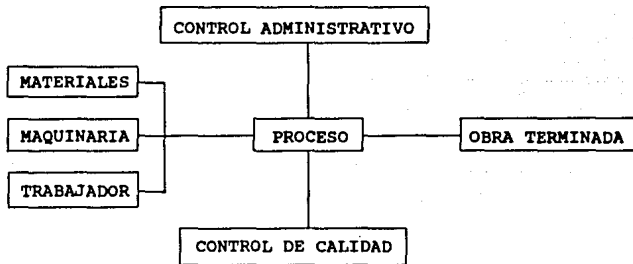 CONTROL ADMINISTRATIVO
MATERIALES
MAQUINARIA
PROCESO
OBRA TERMINADA
TRABAJADOR
CONTROL DE CALIDAD